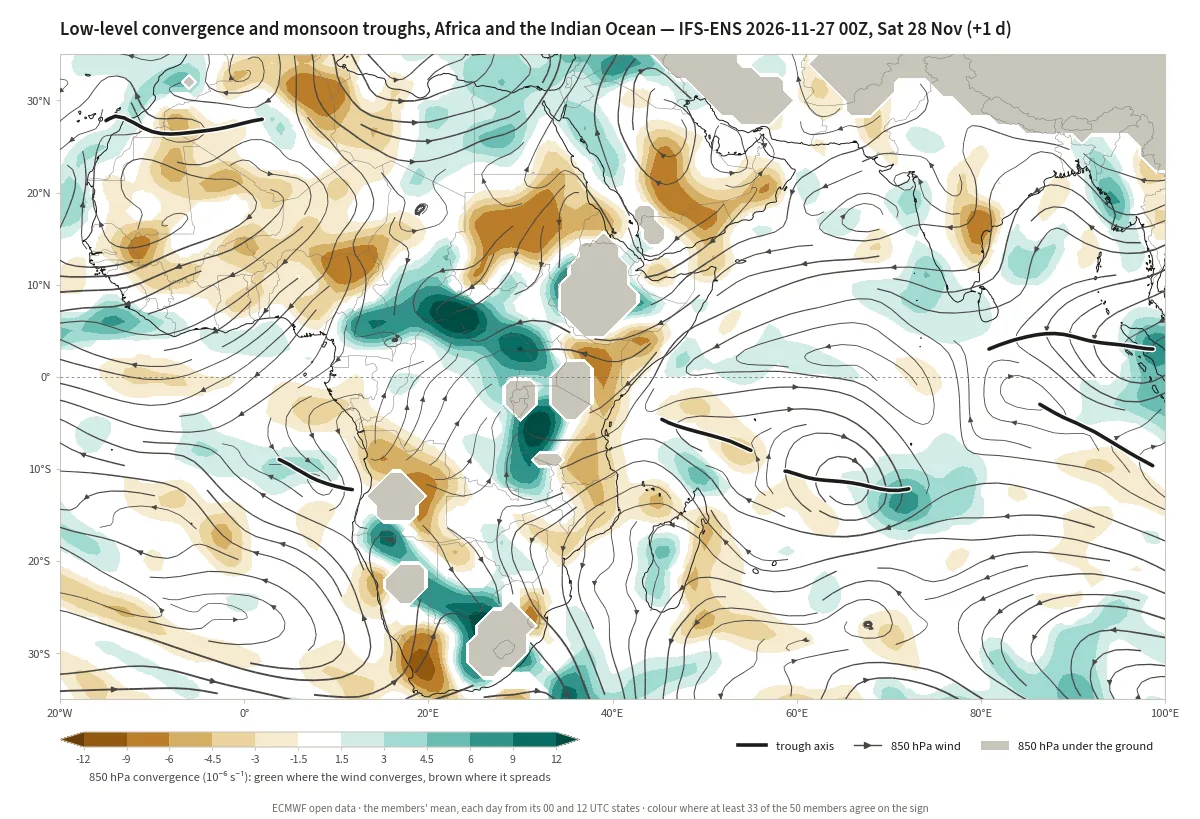 Low-level convergence and monsoon troughs, Africa and the Indian Ocean — IFS-ENS 2026-11-27 00Z, Sat 28 Nov (+1 d)
30°N
20°N
10°N
0°
10°S
20°S
30°S
20°W 0° 20°E 40°E 60°E 80°E 100°E
-12 -9 -6 -4.5 -3 -1.5 1.5 3 4.5 6 9 12
850 hPa convergence (10⁻⁶ s⁻¹): green where the wind converges, brown where it spreads
trough axis 850 hPa wind 850 hPa under the ground
ECMWF open data · the members' mean, each day from its 00 and 12 UTC states · colour where at least 33 of the 50 members agree on the sign